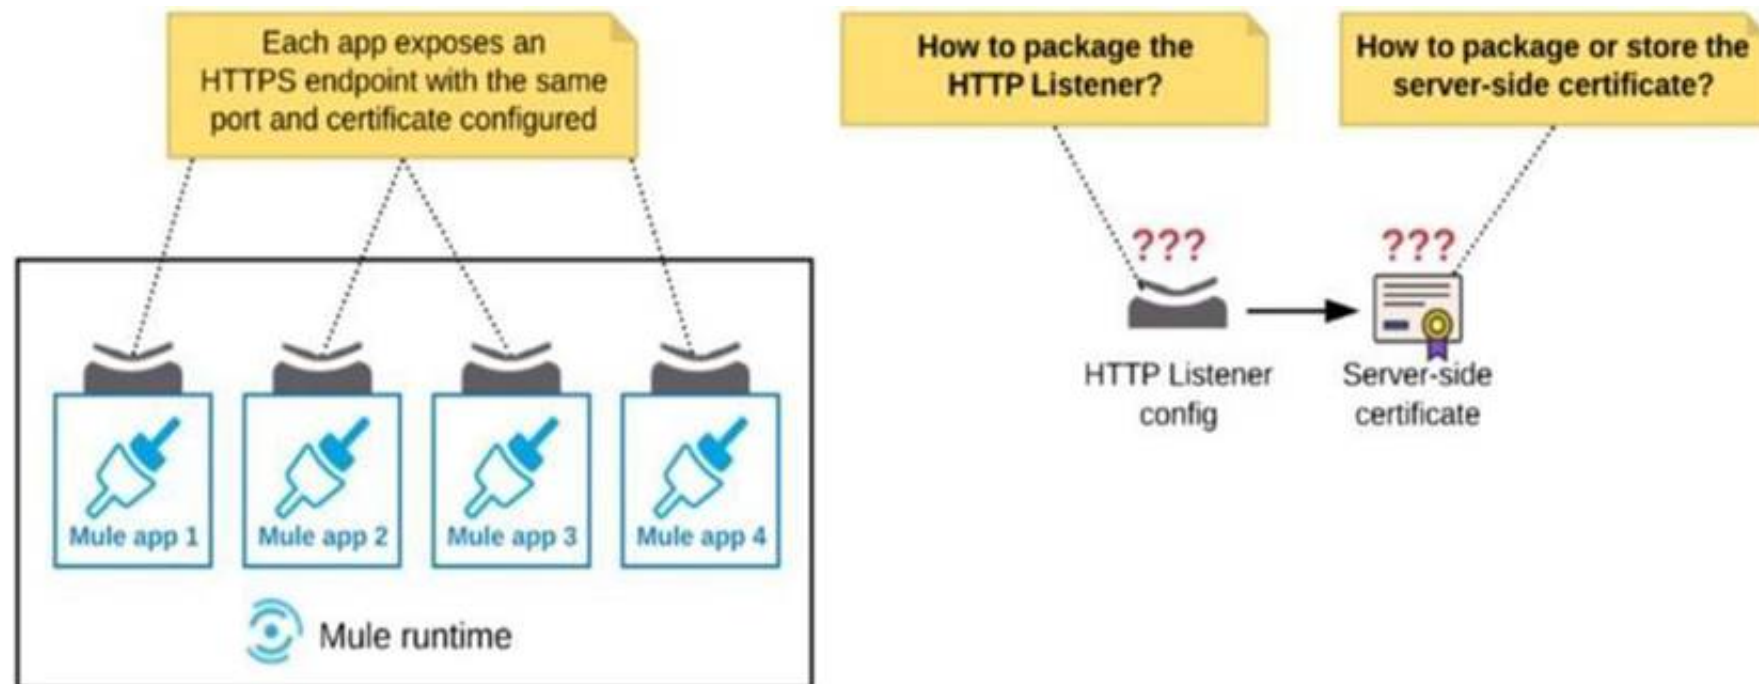 Each app exposes an
HTTPS endpoint with the same
port and certificate configured
How to package the
HTTP Listener?
How to package or store the
server-side certificate?
???
???
HTTP Listener
config
Server-side
certificate
Mule app 1
Mule app 2
Mule app 3
Mule app 4
Mule runtime